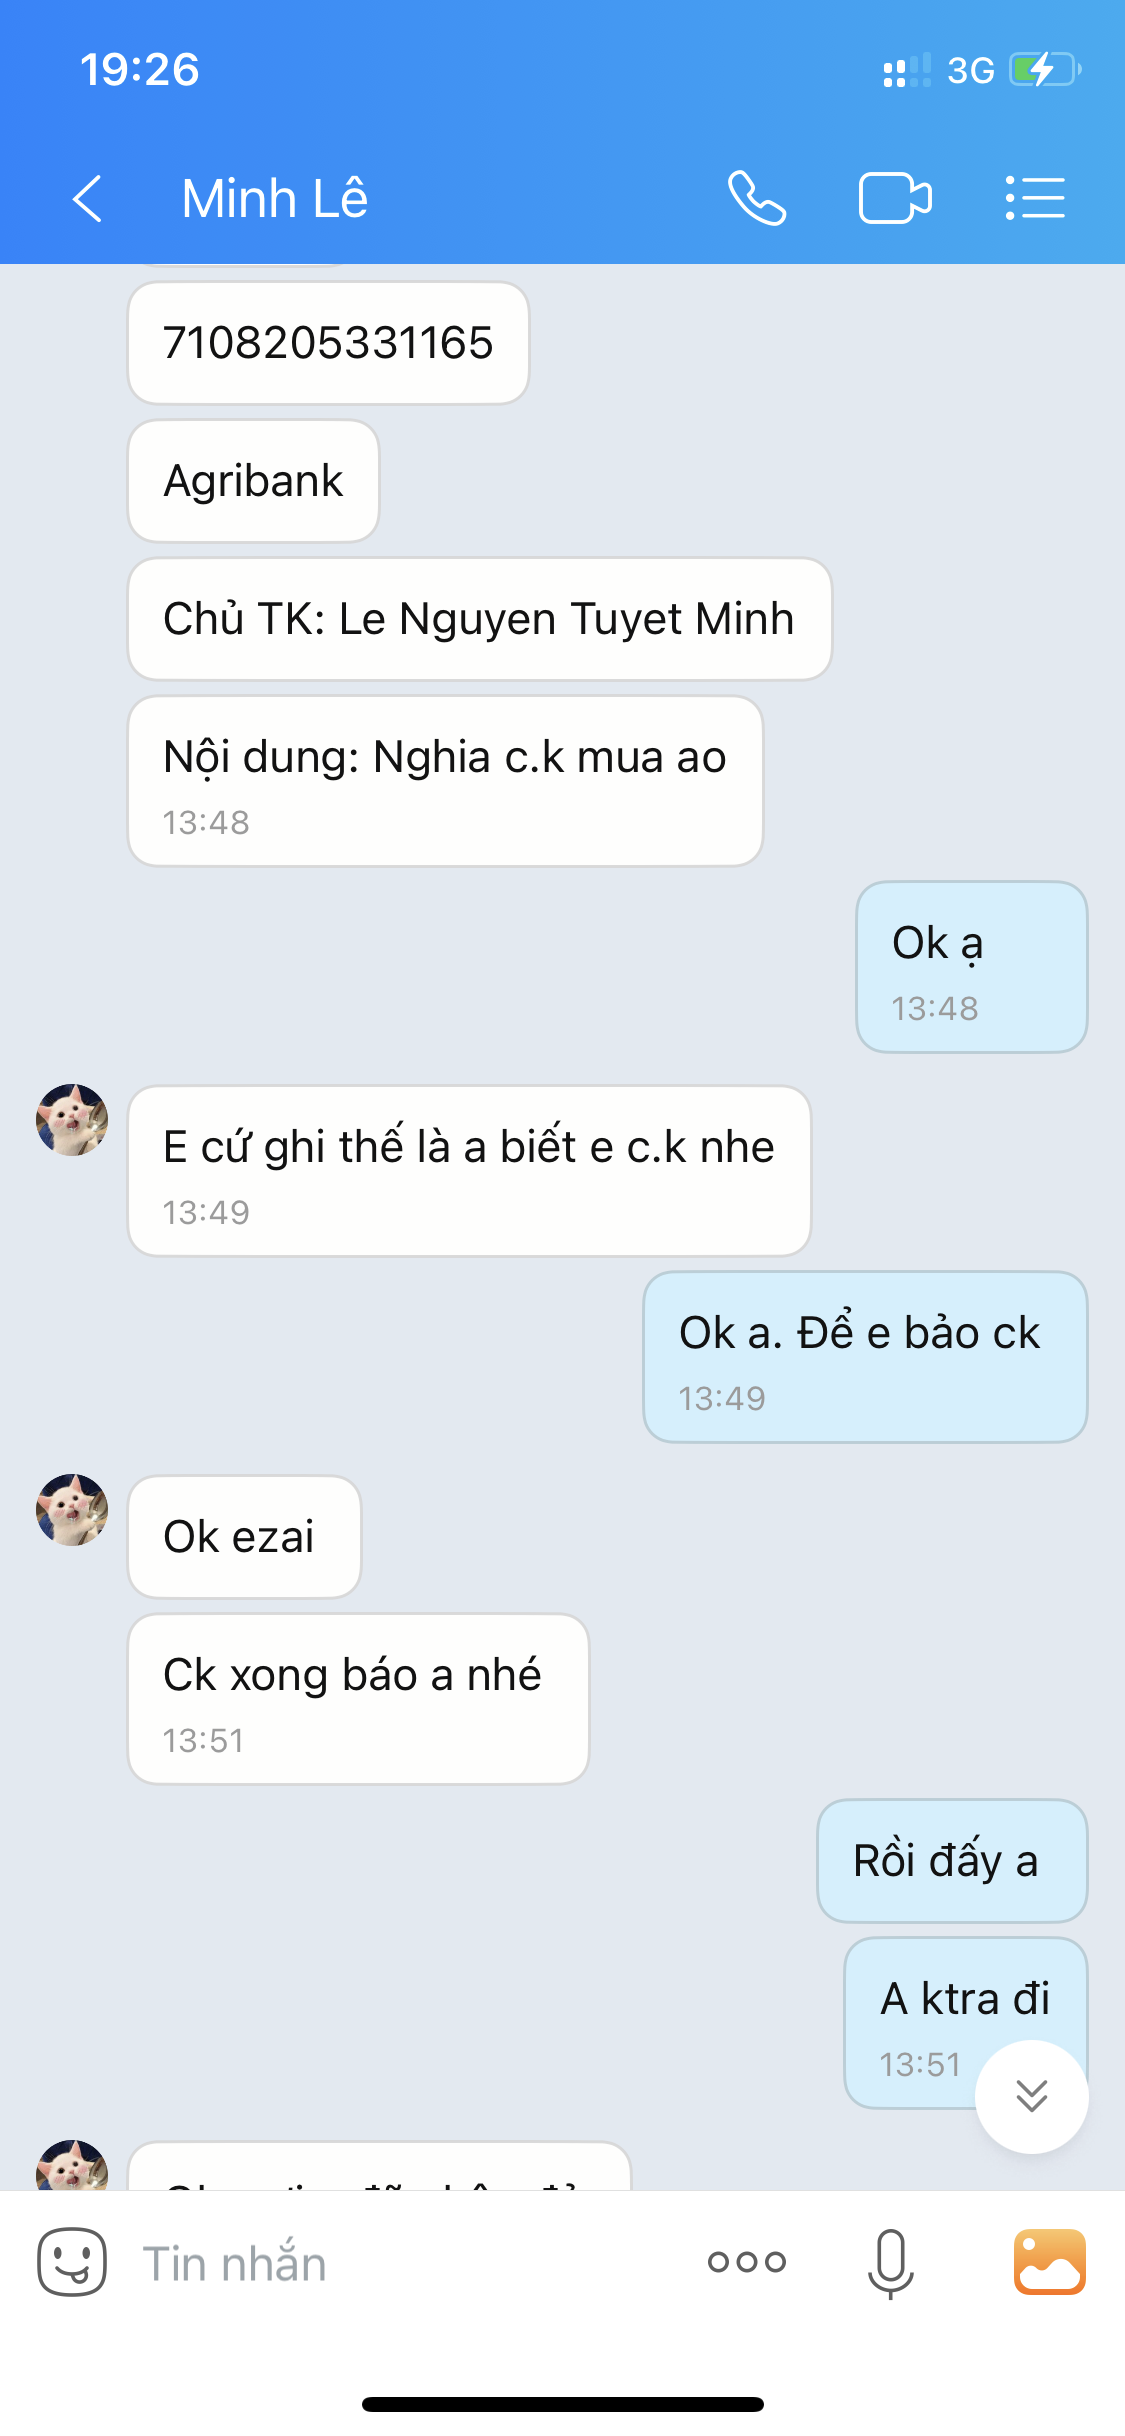 19:26
3G
Minh Lê
7108205331165
Agribank
Chủ TK: Le Nguyen Tuyet Minh
Nội dung: Nghia c.k mua ao
13:48
Ok ạ
13:48
E cứ ghi thế là a biết e c.k nhe
13:49
Ok a. Để e bảo ck
13:49
Ok ezai
Ck xong báo a nhé
13:51
Rồi đấy a
A ktra đi
13:51
Tin nhắn